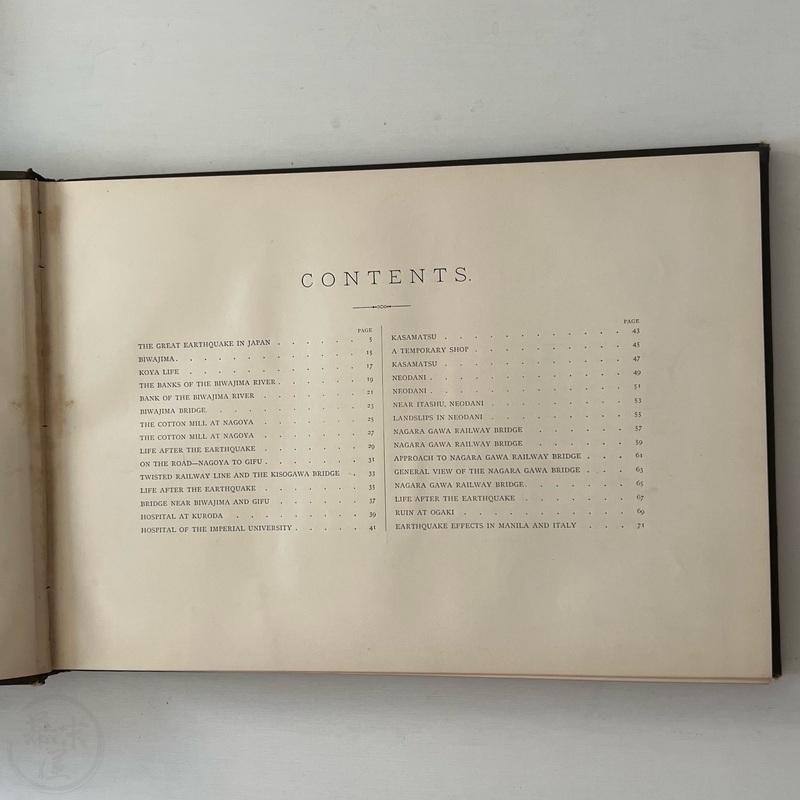 CONTENTS.
PAGE
THE GREAT EARTHQUAKE IN JAPAN . . . . . . 5
BIWAJIMA. . . . . . . . . . . 15
KOYA LIFE . . . . . . . . . . 17
THE BANKS OF THE BIWAJIMA RIVER . . . . . . 19
BANK OF THE BIWAJIMA RIVER . . . . . . 21
BIWAJIMA BRIDGE. . . . . . . . . 23
THE COTTON MILL AT NAGOYA . . . . . . 25
THE COTTON MILL AT NAGOYA . . . . . . 27
LIFE AFTER THE EARTHQUAKE . . . . . . 29
ON THE ROAD—NAGOYA TO GIFU . . . . . . 31
TWISTED RAILWAY LINE AND THE KISOGAWA BRIDGE . . 33
LIFE AFTER THE EARTHQUAKE . . . . . . 35
BRIDGE NEAR BIWAJIMA AND GIFU . . . . . . 37
HOSPITAL AT KURODA . . . . . . . . 39
HOSPITAL OF THE IMPERIAL UNIVERSITY . . . . . 41
PAGE
KASAMATSU . . . . . . . . . . . 43
A TEMPORARY SHOP . . . . . . . . . 45
KASAMATSU . . . . . . . . . . . 47
NEODANI . . . . . . . . . . . 49
NEODANI . . . . . . . . . . . 51
NEAR ITASHU, NEODANI . . . . . . . . 53
LANDSLIPS IN NEODANI . . . . . . . . 55
NAGARA GAWA RAILWAY BRIDGE . . . . . . 57
NAGARA GAWA RAILWAY BRIDGE . . . . . . 59
APPROACH TO NAGARA GAWA RAILWAY BRIDGE . . . 61
GENERAL VIEW OF THE NAGARA GAWA BRIDGE . . . 63
NAGARA GAWA RAILWAY BRIDGE. . . . . . . 65
LIFE AFTER THE EARTHQUAKE . . . . . . 67
RUIN AT OGAKI . . . . . . . . . . 69
EARTHQUAKE EFFECTS IN MANILA AND ITALY . . . 71